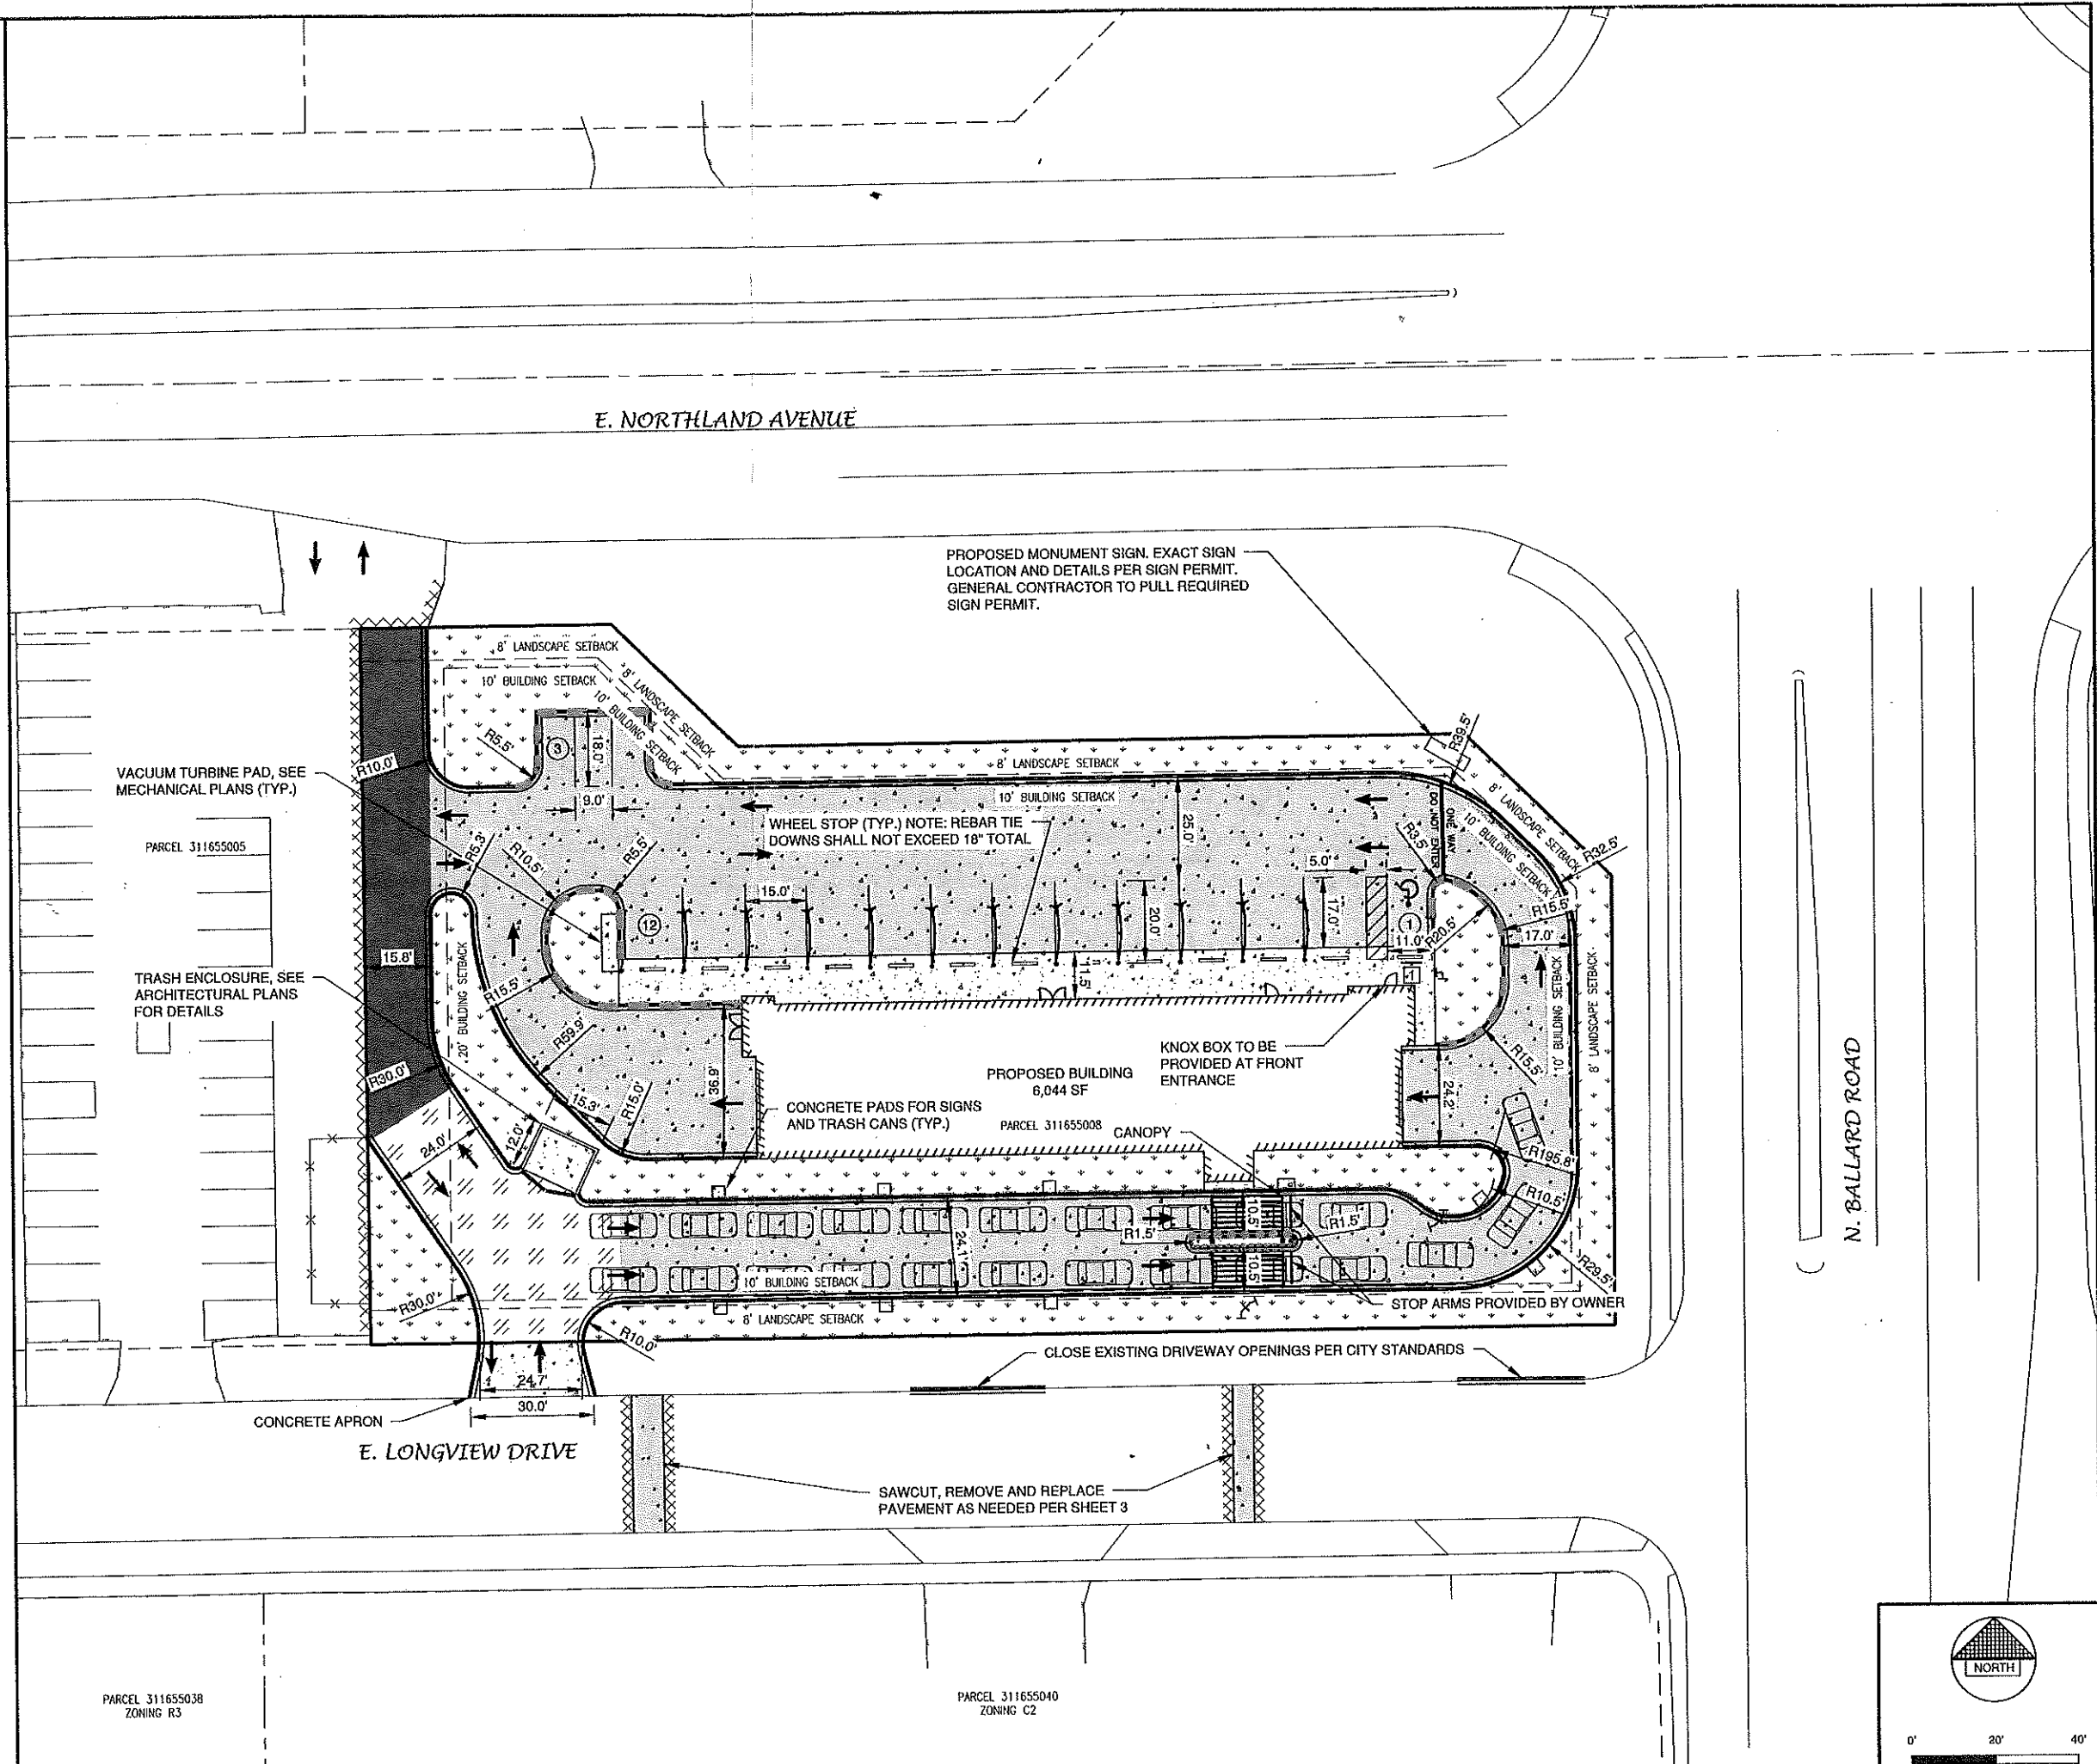 E. NORTHLAND AVENUE
PROPOSED MONUMENT SIGN. EXACT SIGN
LOCATION AND DETAILS PER SIGN PERMIT.
GENERAL CONTRACTOR TO PULL REQUIRED
SIGN PERMIT.
8' LANDSCAPE SETBACK
10' BUILDING SETBACK
8' LANDSCAPE SETBACK
10' BUILDING SETBACK
R5.5'
3
18.0'
9.0'
R10.0'
VACUUM TURBINE PAD, SEE
MECHANICAL PLANS (TYP.)
PARCEL 311655005
8' LANDSCAPE SETBACK
10' BUILDING SETBACK
R39.5'
8' LANDSCAPE SETBACK
10' BUILDING SETBACK
R32.5'
DO NOT ENTER
ONE WAY
WHEEL STOP (TYP.) NOTE: REBAR TIE
DOWNS SHALL NOT EXCEED 18" TOTAL
25.0'
R3.5'
R5.3'
R10.5'
R5.5'
15.0'
5.0'
12
20.0'
17.0'
1
11.0'
R20.5'
R15.5'
17.0'
1
15.8'
20' BUILDING SETBACK
TRASH ENCLOSURE, SEE
ARCHITECTURAL PLANS
FOR DETAILS
R15.5'
11.5'
R59.9'
10' BUILDING SETBACK
8' LANDSCAPE SETBACK
R15.5'
KNOX BOX TO BE
PROVIDED AT FRONT
ENTRANCE
PROPOSED BUILDING
6,044 SF
PARCEL 311655008
R30.0'
36.9'
15.3'
R15.0'
CONCRETE PADS FOR SIGNS
AND TRASH CANS (TYP.)
CANOPY
24.2'
24.0'
12.0'
R195.8'
R10.5'
10.5'
R1.5'
R1.5'
24.1'
10.5'
10' BUILDING SETBACK
R29.5'
R30.0'
STOP ARMS PROVIDED BY OWNER
8' LANDSCAPE SETBACK
R10.0'
CLOSE EXISTING DRIVEWAY OPENINGS PER CITY STANDARDS
24.7'
30.0'
CONCRETE APRON
E. LONGVIEW DRIVE
N. BALLARD ROAD
SAWCUT, REMOVE AND REPLACE
PAVEMENT AS NEEDED PER SHEET 3
PARCEL 311655038
ZONING R3
PARCEL 311655040
ZONING C2
NORTH
0' 20' 40'